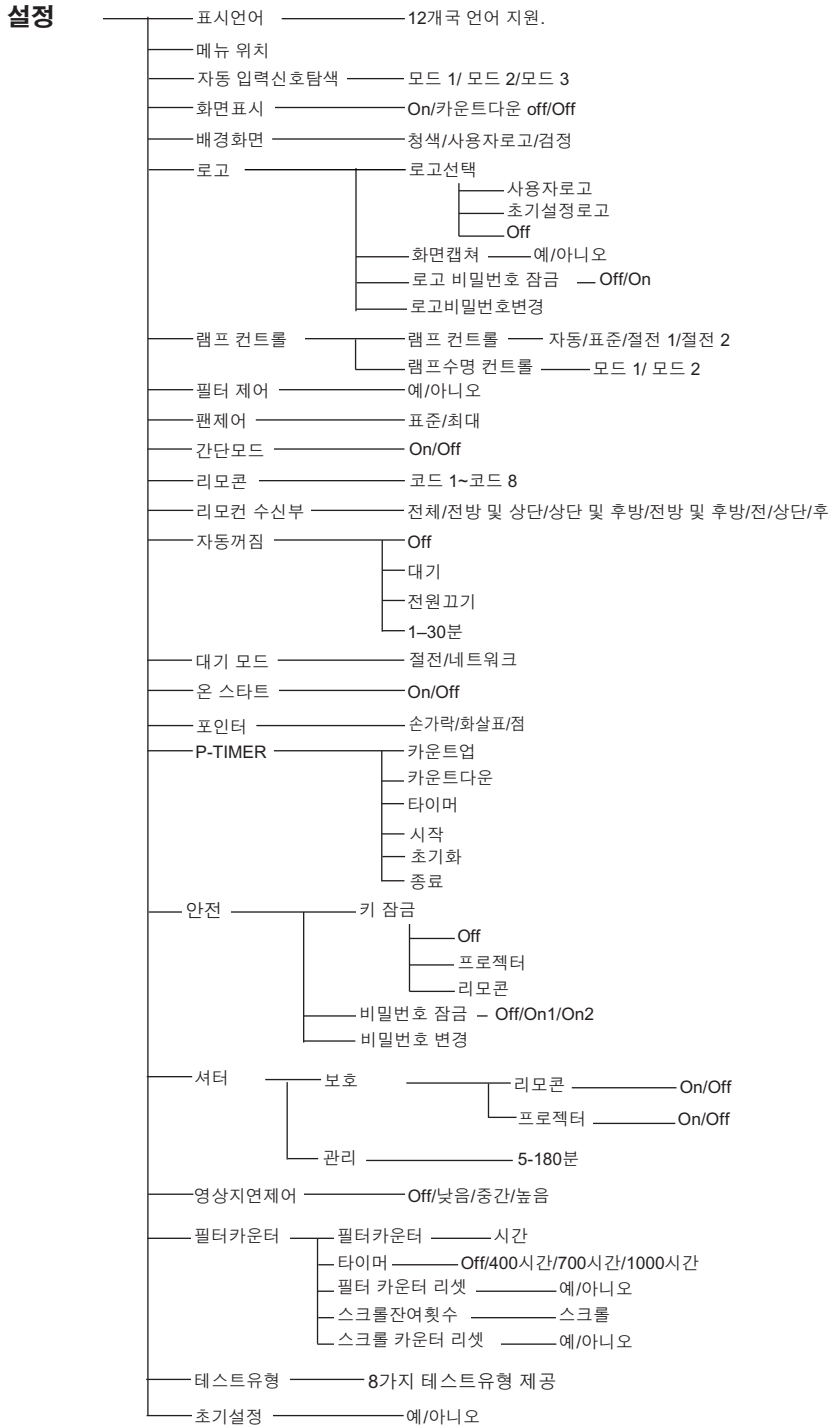 설정 표시언어 12개국 언어 지원.
메뉴 위치
자동 입력신호탐색 모드 1/ 모드 2/모드 3
화면표시 On/카운트다운 off/Off
배경화면 청색/사용자로고/검정
로고 로고선택
사용자로고
초기설정로고
Off
화면캡쳐 예/아니오
로고 비밀번호 잠금 Off/On
로고비밀번호변경
램프 컨트롤 램프 컨트롤 자동/표준/절전 1/절전 2
램프수명 컨트롤 모드 1/ 모드 2
필터 제어 예/아니오
팬제어 표준/최대
간단모드 On/Off
리모콘 코드 1~코드 8
리모컨 수신부 전체/전방 및 상단/상단 및 후방/전방 및 후방/전/상단/후
자동꺼짐 Off
대기
전원끄기
1–30분
대기 모드 절전/네트워크
온 스타트 On/Off
포인터 손가락/화살표/점
P-TIMER 카운트업
카운트다운
타이머
시작
초기화
종료
안전 키 잠금
Off
프로젝터
리모콘
비밀번호 잠금 Off/On1/On2
비밀번호 변경
셔터 보호 리모콘 On/Off
프로젝터 On/Off
관리 5-180분
영상지연제어 Off/낮음/중간/높음
필터카운터 필터카운터 시간
타이머 Off/400시간/700시간/1000시간
필터 카운터 리셋 예/아니오
스크롤잔여횟수 스크롤
스크롤 카운터 리셋 예/아니오
테스트유형 8가지 테스트유형 제공
초기설정 예/아니오